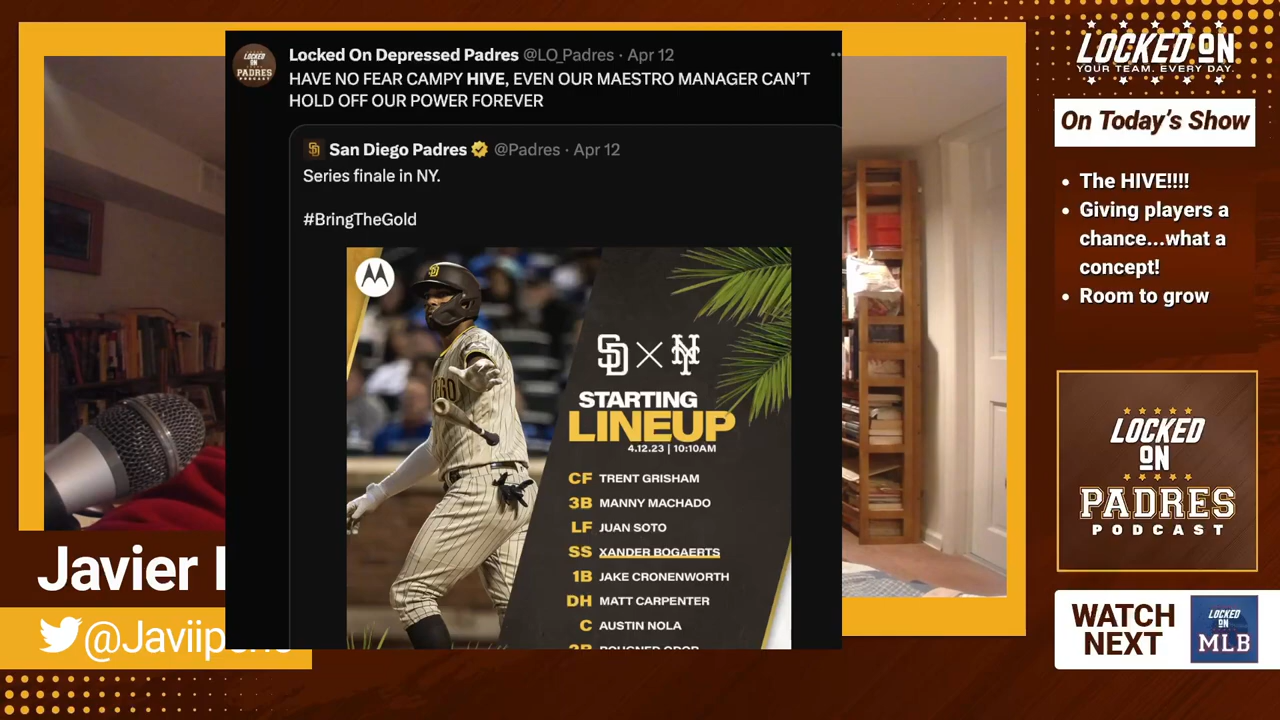 Locked On Depressed Padres @LO_Padres · Apr 12
HAVE NO FEAR CAMPY HIVE, EVEN OUR MAESTRO MANAGER CAN'T
HOLD OFF OUR POWER FOREVER
San Diego Padres @Padres · Apr 12
Series finale in NY.
#BringTheGold
SD X NY
STARTING
LINEUP
4.12.23 | 10:10AM
CF TRENT GRISHAM
3B MANNY MACHADO
LF JUAN SOTO
SS XANDER BOGAERTS
1B JAKE CRONENWORTH
DH MATT CARPENTER
C AUSTIN NOLA
Javier
LOCKED ON
YOUR TEAM. EVERY DAY.
On Today's Show
• The HIVE!!!!
• Giving players a
chance...what a
concept!
• Room to grow
LOCKED
ON
PADRES
PODCAST
WATCH
NEXT
LOCKED
ON
MLB